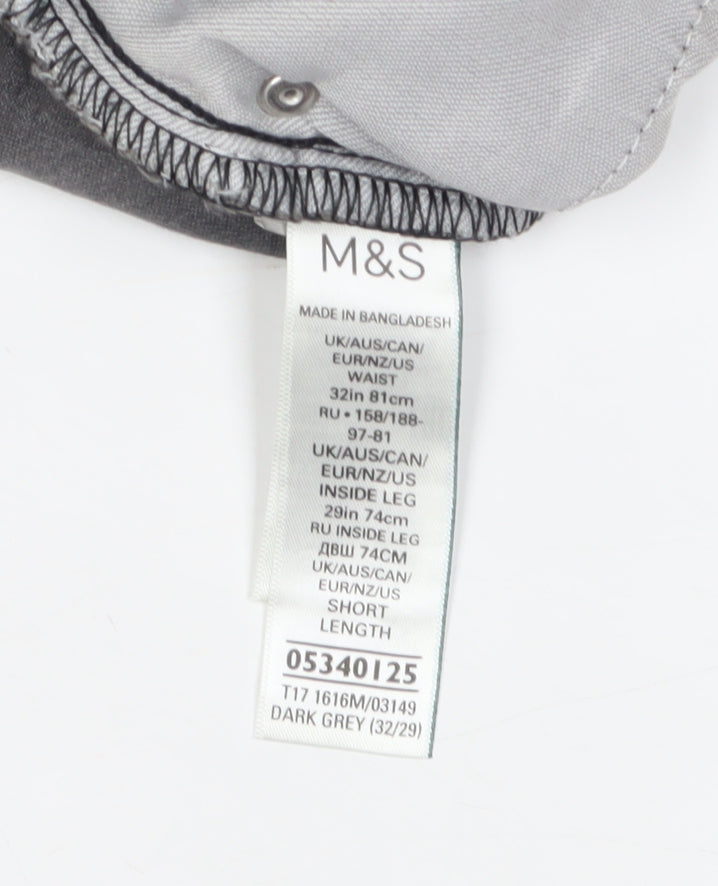 M&S
MADE IN BANGLADESH
UK/AUS/CAN/
EUR/NZ/US
WAIST
32in 81cm
RU • 158/188-
97-81
UK/AUS/CAN/
EUR/NZ/US
INSIDE LEG
29in 74cm
RU INSIDE LEG
ДВШ 74CM
UK/AUS/CAN/
EUR/NZ/US
SHORT
LENGTH
05340125
T17 1616M/03149
DARK GREY (32/29)